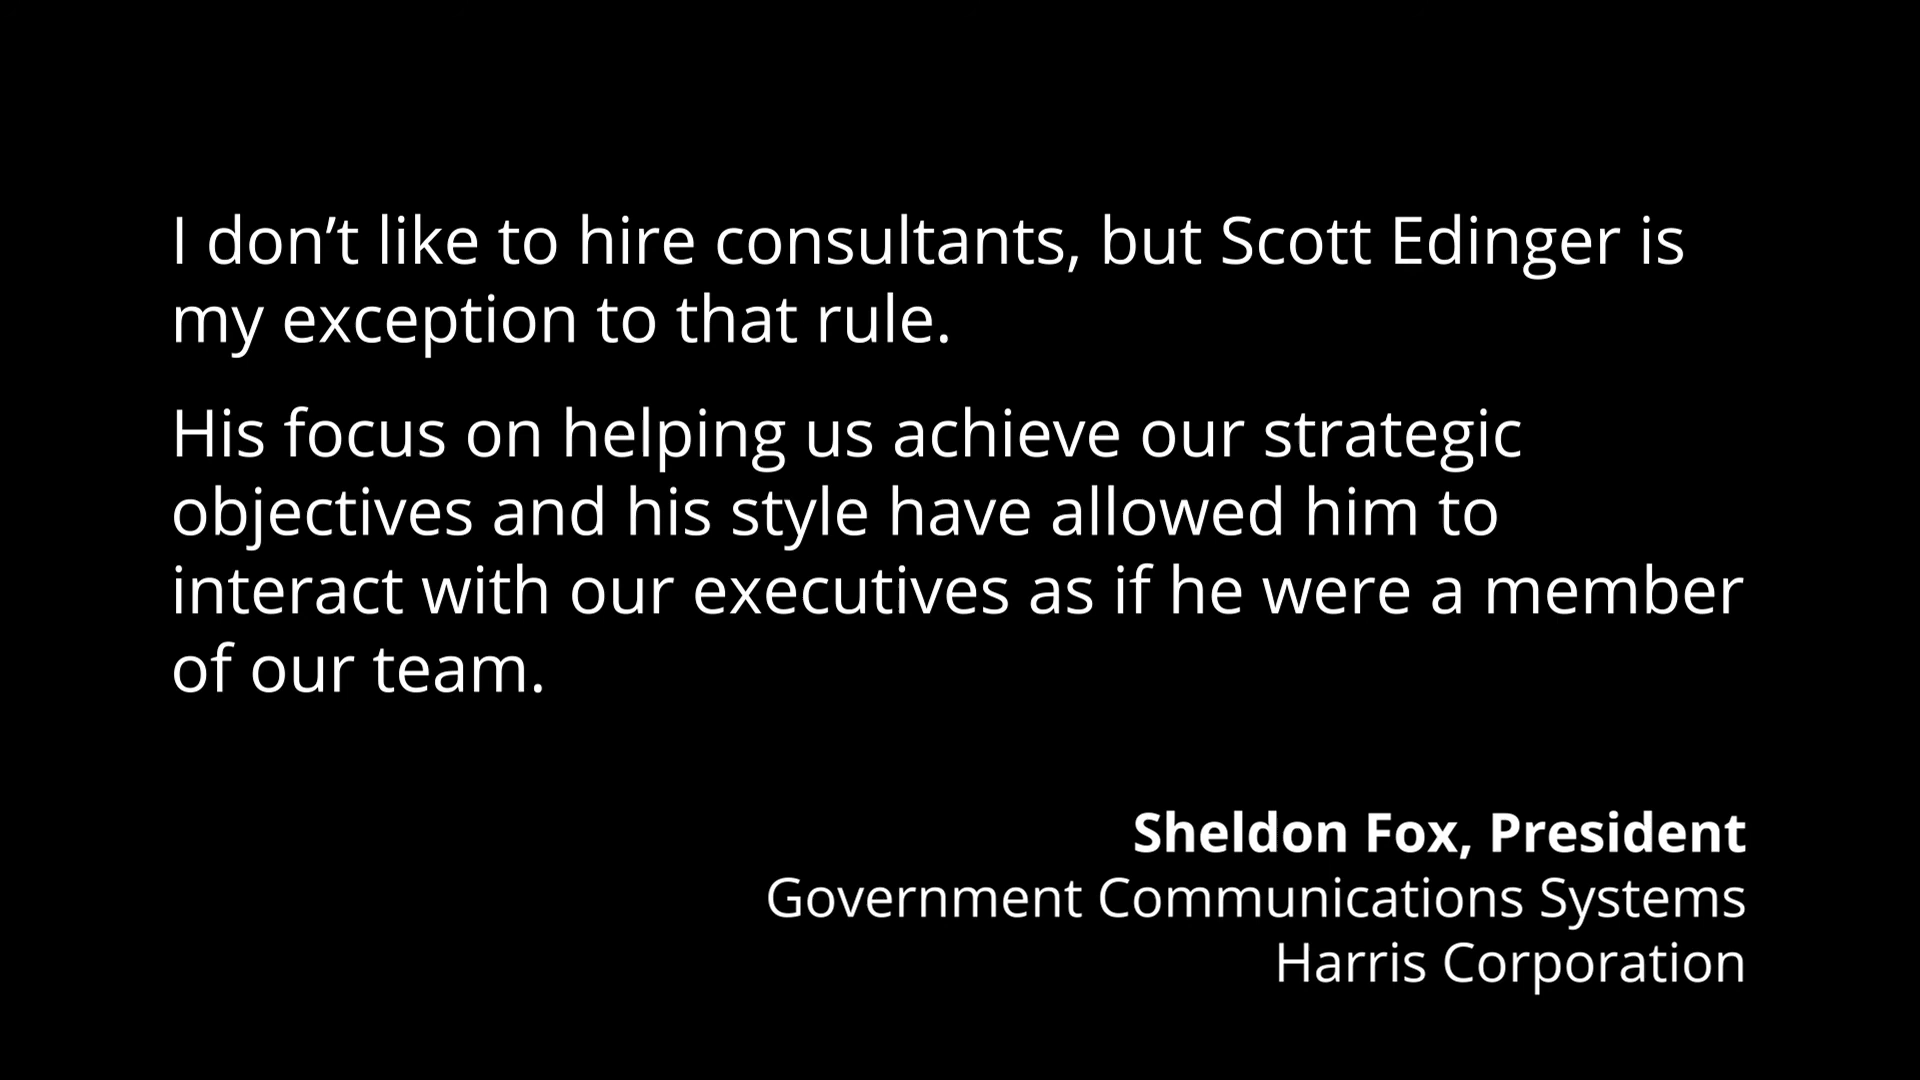 I don’t like to hire consultants, but Scott Edinger is
my exception to that rule.
His focus on helping us achieve our strategic
objectives and his style have allowed him to
interact with our executives as if he were a member
of our team.
Sheldon Fox, President
Government Communications Systems
Harris Corporation